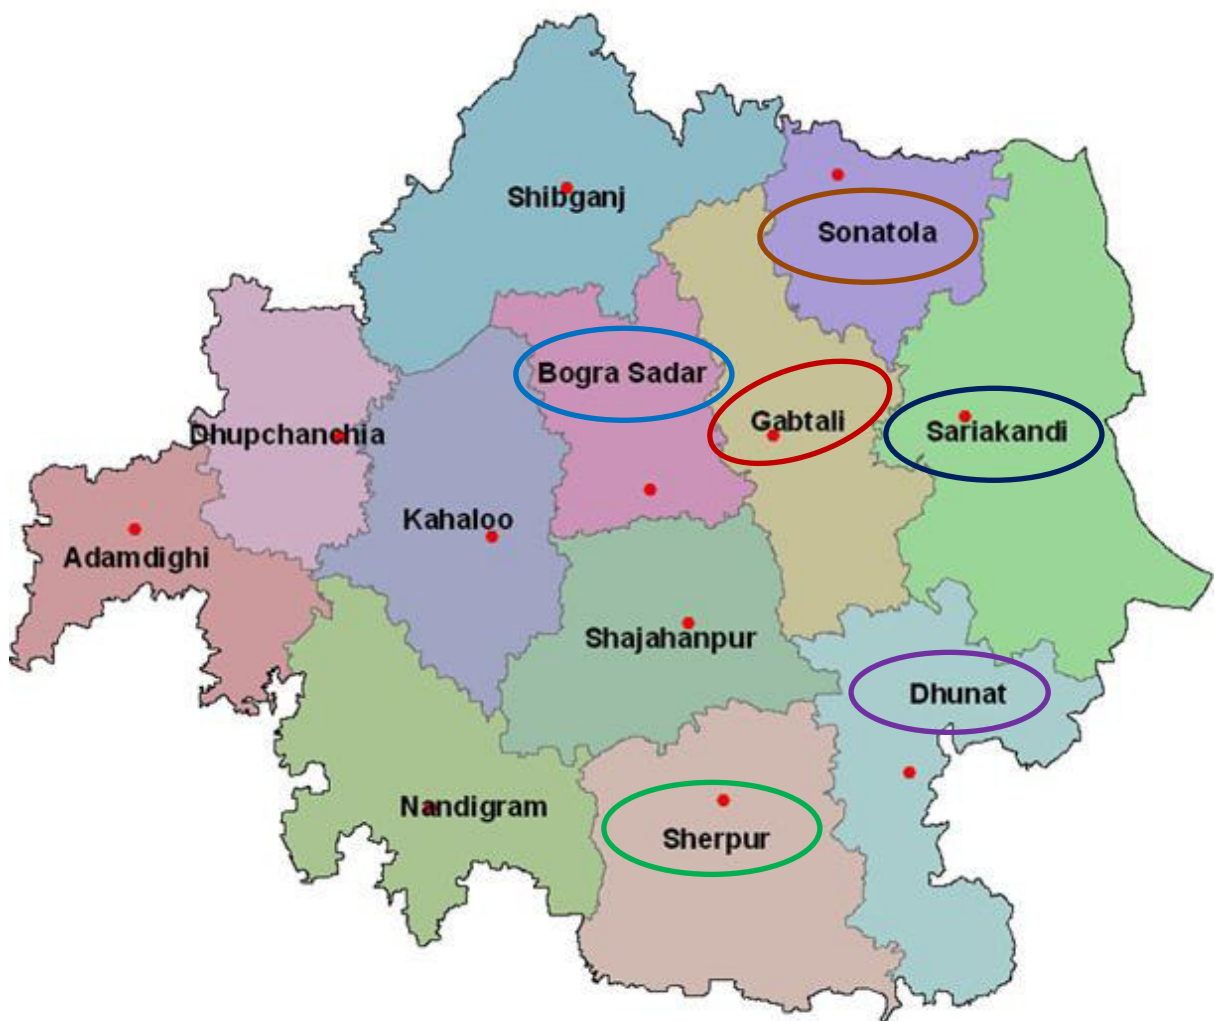 Shibganj
Sonatola
Bogra Sadar
Gabtali
Sariakandi
Dhupchanchia
Kahaloo
Adamdighi
Shajahanpur
Dhunat
Nandigram
Sherpur